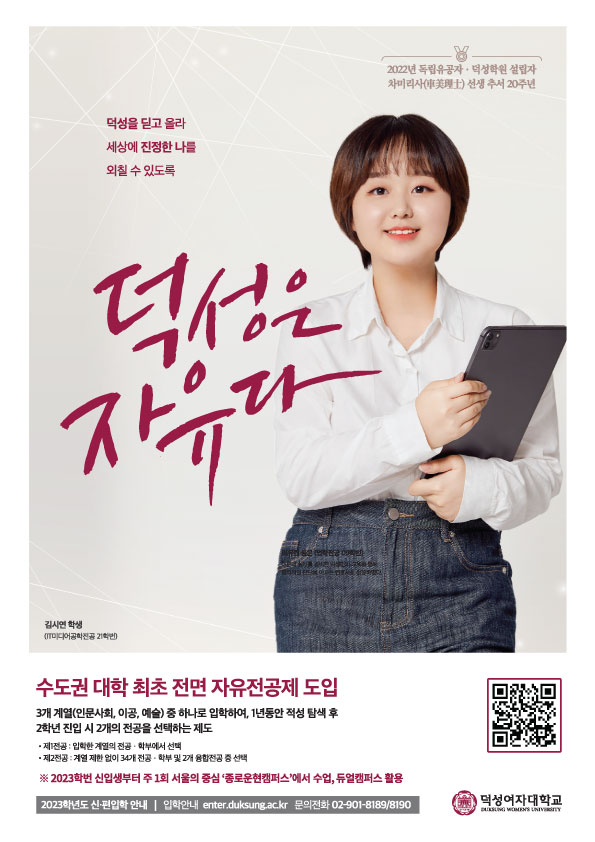 2022년 독립유공자·덕성학원 설립자
차미리사(車美理士) 선생 추서 20주년
덕성을 딛고 올라
세상에 진정한 나를
외칠 수 있도록
덕성은
자유다
김시연 학생
(IT미디어공학전공 21학번)
수도권 대학 최초 전면 자유전공제 도입
3개 계열(인문사회, 이공, 예술) 중 하나로 입학하여, 1년동안 적성 탐색 후
2학년 진입 시 2개의 전공을 선택하는 제도
• 제1전공 : 입학한 계열의 전공·학부에서 선택
• 제2전공 : 계열 제한 없이 34개 전공·학부 및 2개 융합전공 중 선택
※ 2023학번 신입생부터 주 1회 서울의 중심 '종로운현캠퍼스'에서 수업, 듀얼캠퍼스 활용
2023학년도 신·편입학 안내 | 입학안내 enter.duksung.ac.kr 문의전화 02-901-8189/8190
덕성여자대학교
DUKSUNG WOMEN'S UNIVERSITY